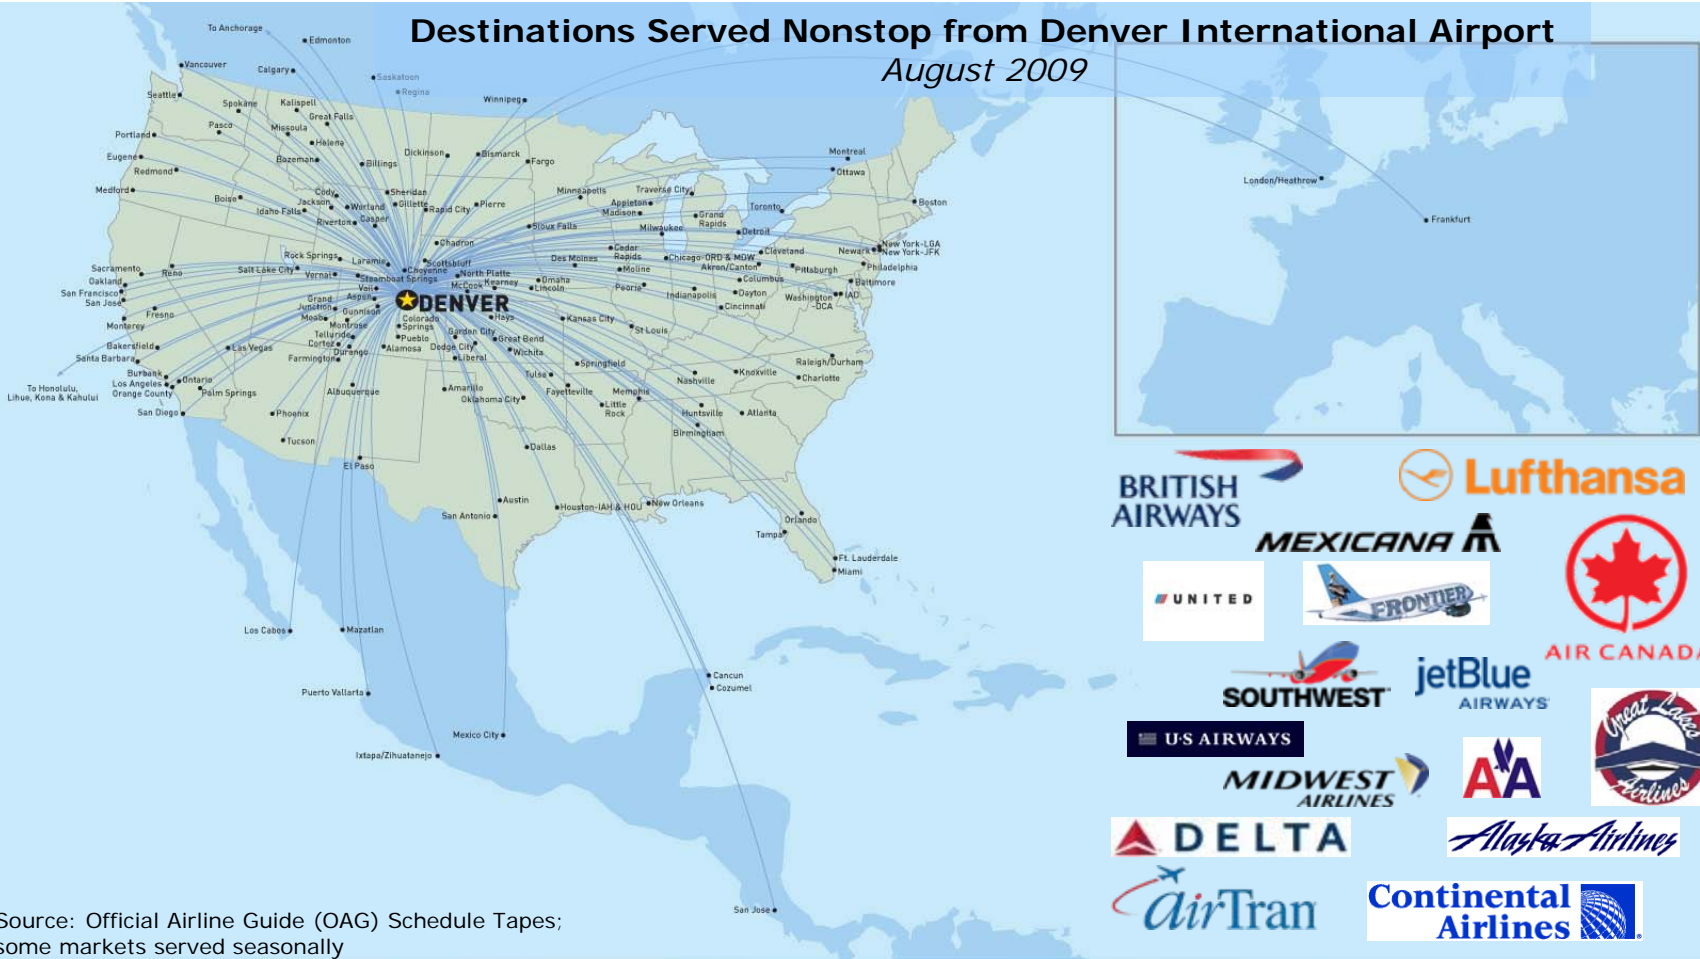 Destinations Served Nonstop from Denver International Airport
August 2009
To Anchorage
Edmonton
Vancouver
Calgary
Saskatoon
Regina
Winnipeg
Seattle
Spokane
Kalispell
Great Falls
Pasco
Missoula
Portland
Helena
Eugene
Bozeman
Billings
Dickinson
Bismarck
Fargo
Redmond
Medford
Boise
Cody
Sheridan
Jackson
Worland
Gillette
Rapid City
Pierre
Idaho Falls
Riverton
Casper
Minneapolis
Traverse City
Appleton
Madison
Grand
Rapids
Toronto
Montreal
Ottawa
Boston
Sioux Falls
Milwaukee
Detroit
Chadron
Cedar
Rapids
Chicago-ORD & MDW
Cleveland
Newark
New York-LGA
New York-JFK
Rock Springs
Laramie
Scottsbluff
Des Moines
Moline
Akron/Canton
Pittsburgh
Philadelphia
Sacramento
Reno
Salt Lake City
Vernal
Cheyenne
Steamboat Springs
North Platte
McCook
Kearney
Omaha
Lincoln
Peoria
Columbus
Baltimore
Oakland
San Francisco
San Jose
Vail
Aspen
Grand
Junction
Gunnison
DENVER
Indianapolis
Dayton
Washington
-DCA
IAD
Cincinnati
Fresno
Monterey
Moab
Montrose
Telluride
Cortez
Durango
Farmington
Colorado
Springs
Pueblo
Alamosa
Hays
Garden City
Dodge City
Great Bend
Liberal
Wichita
Kansas City
St Louis
Bakersfield
Santa Barbara
Las Vegas
Springfield
Raleigh/Durham
Burbank
Los Angeles
Orange County
Ontario
Palm Springs
Albuquerque
Amarillo
Oklahoma City
Tulsa
Fayetteville
Memphis
Little
Rock
Nashville
Knoxville
Charlotte
To Honolulu,
Lihue, Kona & Kahului
San Diego
Phoenix
Huntsville
Atlanta
Birmingham
Tucson
El Paso
Dallas
Austin
San Antonio
Houston-IAH & HOU
New Orleans
Orlando
Tampa
Ft. Lauderdale
Miami
Los Cabos
Mazatlan
Puerto Vallarta
Cancun
Cozumel
Mexico City
Ixtapa/Zihuatanejo
San Jose
London/Heathrow
Frankfurt
BRITISH
AIRWAYS
Lufthansa
MEXICANA
UNITED
FRONTIER
AIR CANADA
SOUTHWEST
jetBlue
AIRWAYS
U·S AIRWAYS
MIDWEST
AIRLINES
AA
Great Lakes
Airlines
DELTA
Alaska Airlines
airTran
Continental
Airlines
Source: Official Airline Guide (OAG) Schedule Tapes;
some markets served seasonally